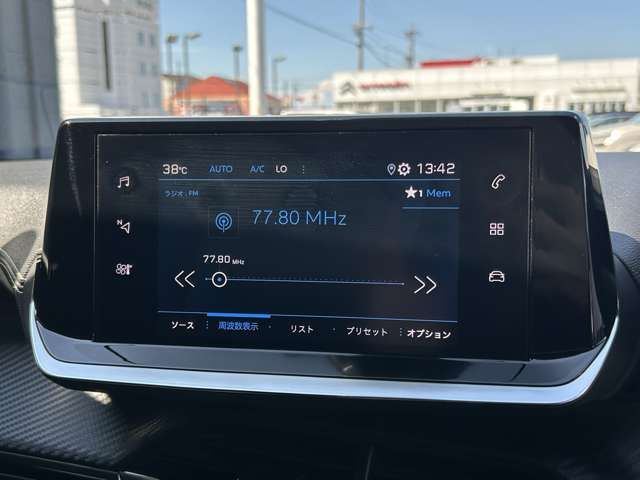 38℃ AUTO A/C LO 13:42
ラジオ : FM
★1 Mem
77.80 MHz
77.80 MHz
N
ソース 周波数表示 リスト プリセット オプション